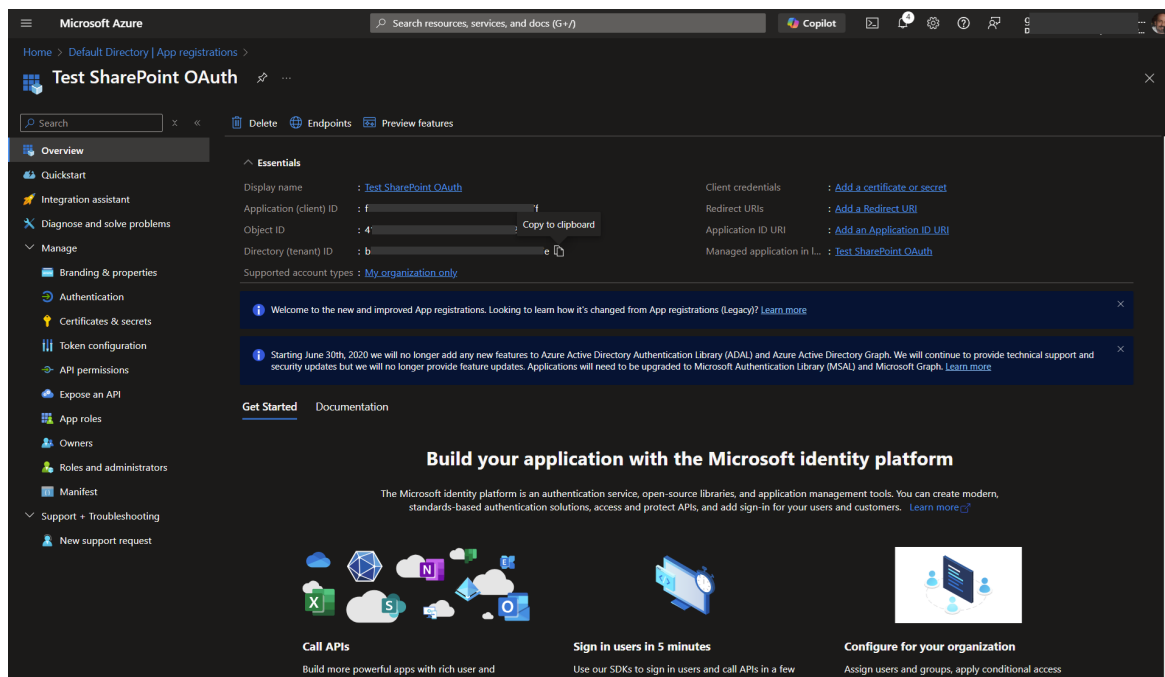 Microsoft Azure
Search resources, services, and docs (G+/)
Copilot
4
Home > Default Directory | App registrations >
Test SharePoint OAuth
Search
Delete
Endpoints
Preview features
Overview
Quickstart
Integration assistant
Diagnose and solve problems
Manage
Branding & properties
Authentication
Certificates & secrets
Token configuration
API permissions
Expose an API
App roles
Owners
Roles and administrators
Manifest
Support + Troubleshooting
New support request
Essentials
Display name : Test SharePoint OAuth
Application (client) ID : f
Object ID : 4
Directory (tenant) ID : b e
Supported account types : My organization only
Copy to clipboard
Client credentials : Add a certificate or secret
Redirect URIs : Add a Redirect URI
Application ID URI : Add an Application ID URI
Managed application in l... : Test SharePoint OAuth
Welcome to the new and improved App registrations. Looking to learn how it's changed from App registrations (Legacy)? Learn more
Starting June 30th, 2020 we will no longer add any new features to Azure Active Directory Authentication Library (ADAL) and Azure Active Directory Graph. We will continue to provide technical support and
security updates but we will no longer provide feature updates. Applications will need to be upgraded to Microsoft Authentication Library (MSAL) and Microsoft Graph. Learn more
Get Started
Documentation
Build your application with the Microsoft identity platform
The Microsoft identity platform is an authentication service, open-source libraries, and application management tools. You can create modern,
standards-based authentication solutions, access and protect APIs, and add sign-in for your users and customers. Learn more
N
E
X
S
O
Call APIs
Build more powerful apps with rich user and
Sign in users in 5 minutes
Use our SDKs to sign in users and call APIs in a few
Configure for your organization
Assign users and groups, apply conditional access